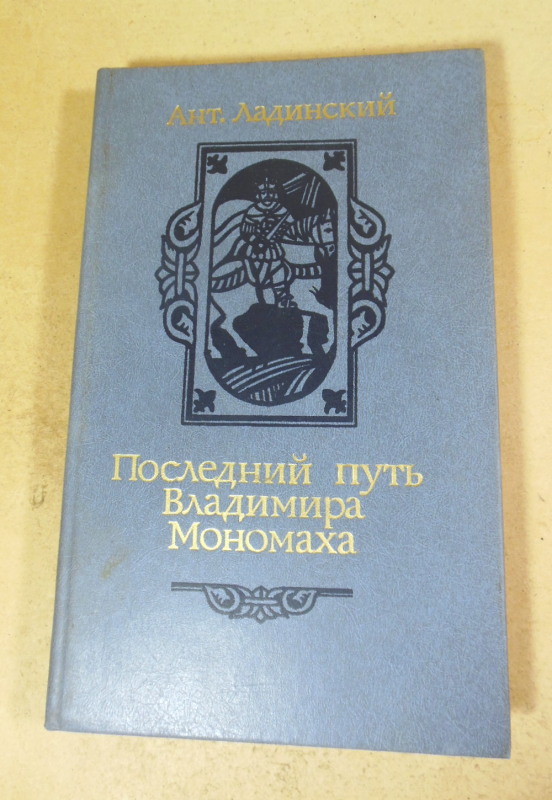 Ант. Ладинский
Последний путь
Владимира
Мономаха